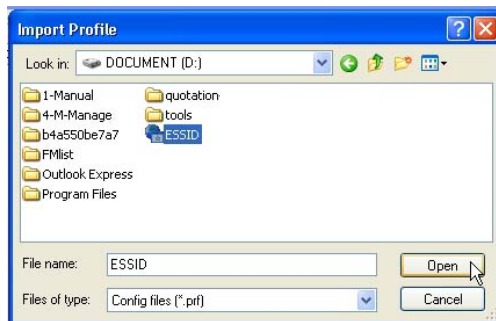 Import Profile
Look in: DOCUMENT (D:)
1-Manual
4-M-Manage
b4a550be7a7
FMlist
Outlook Express
Program Files
quotation
tools
ESSID
File name: ESSID Open
Files of type: Config files (*.prf) Cancel